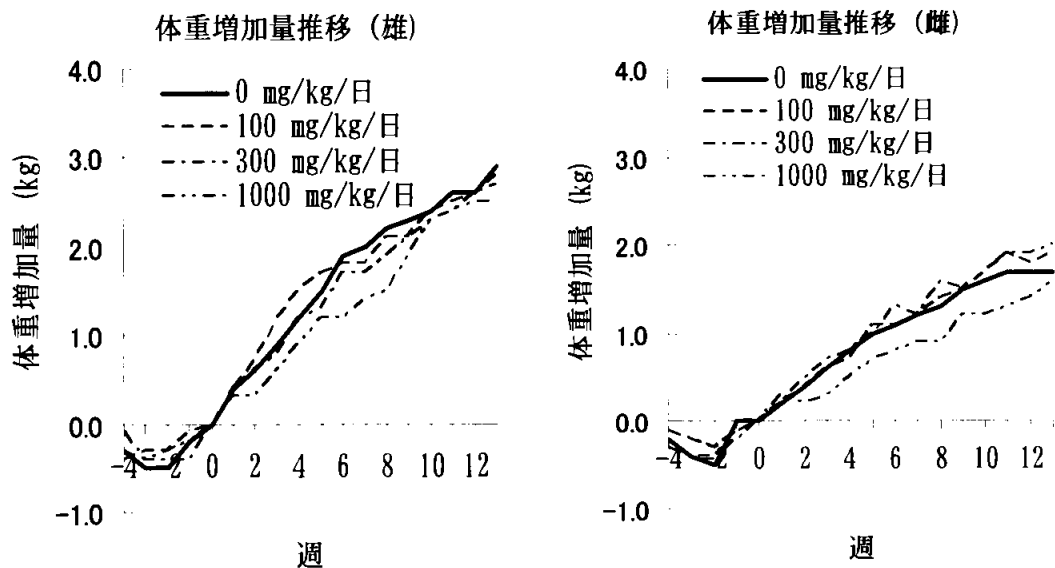 体重増加量推移 (雄)
4.0
3.0
2.0
1.0
0.0
-1.0
体重増加量 (kg)
0 mg/kg/日
100 mg/kg/日
300 mg/kg/日
1000 mg/kg/日
-4 -2 0 2 4 6 8 10 12
週
体重増加量推移 (雌)
4.0
3.0
2.0
1.0
0.0
-1.0
体重増加量 (kg)
0 mg/kg/日
100 mg/kg/日
300 mg/kg/日
1000 mg/kg/日
-4 -2 0 2 4 6 8 10 12
週